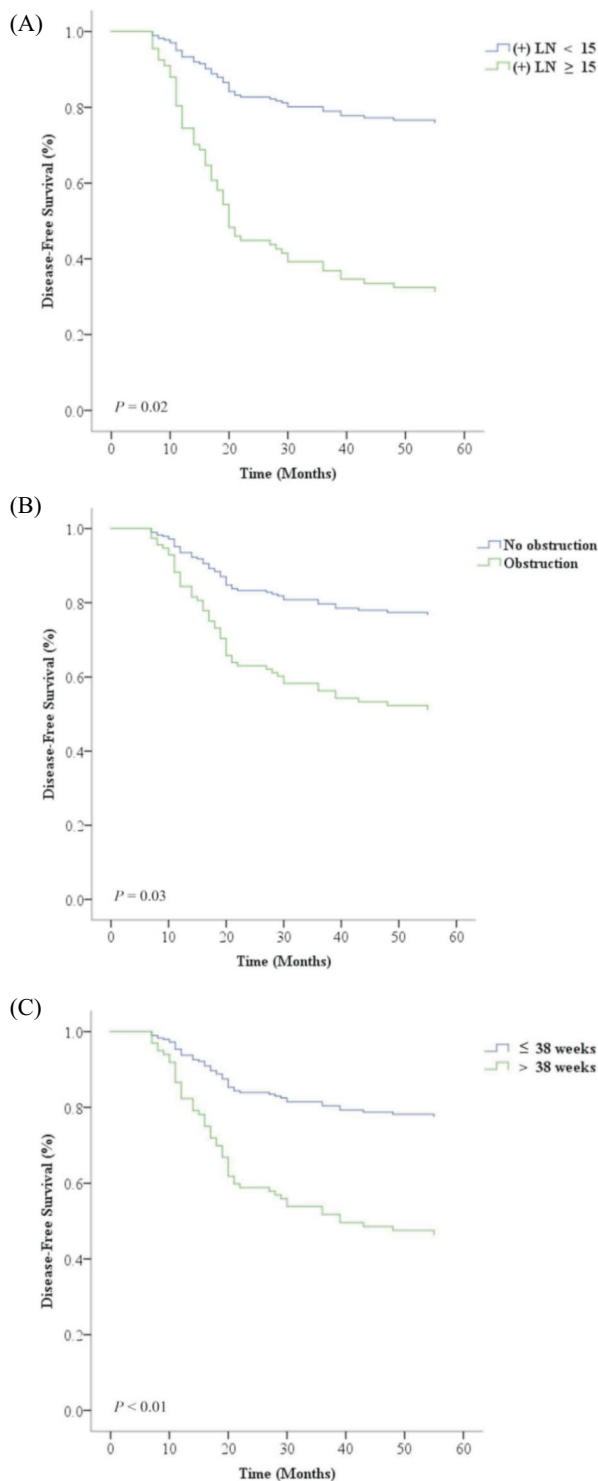 (A)
(+) LN < 15
(+) LN ≥ 15
Disease-Free Survival (%)
1.0
0.8
0.6
0.4
0.2
0.0
P = 0.02
0 10 20 30 40 50 60
Time (Months)
(B)
No obstruction
Obstruction
Disease-Free Survival (%)
1.0
0.8
0.6
0.4
0.2
0.0
P = 0.03
0 10 20 30 40 50 60
Time (Months)
(C)
≤ 38 weeks
> 38 weeks
Disease-Free Survival (%)
1.0
0.8
0.6
0.4
0.2
0.0
P < 0.01
0 10 20 30 40 50 60
Time (Months)